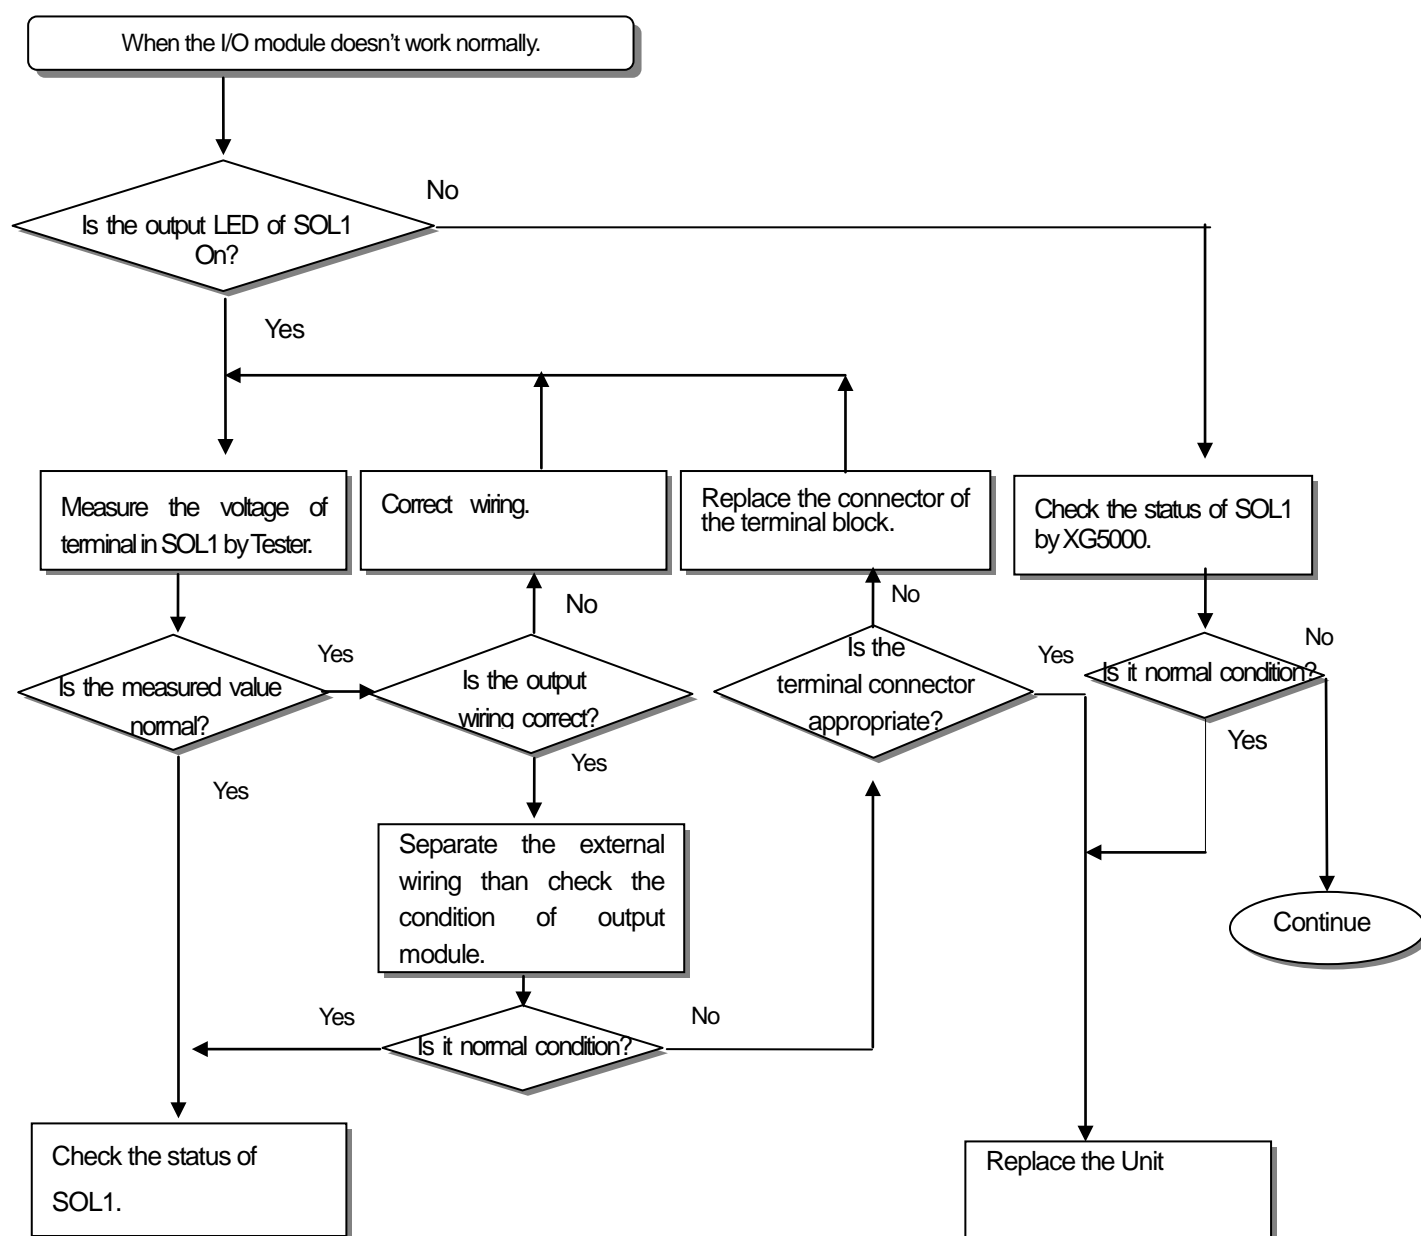 When the I/O module doesn't work normally.
No
Is the output LED of SOL1
On?
Yes
Measure the voltage of
terminal in SOL1 by Tester.
Correct wiring.
Replace the connector of
the terminal block.
Check the status of SOL1
by XG5000.
No
No
Yes
Is the measured value
normal?
Is the output
wiring correct?
Is the
terminal connector
appropriate?
Yes
No
Is it normal condition?
Yes
Yes
Yes
Separate the external
wiring than check the
condition of output
module.
Continue
Yes
No
Is it normal condition?
Check the status of
SOL1.
Replace the Unit